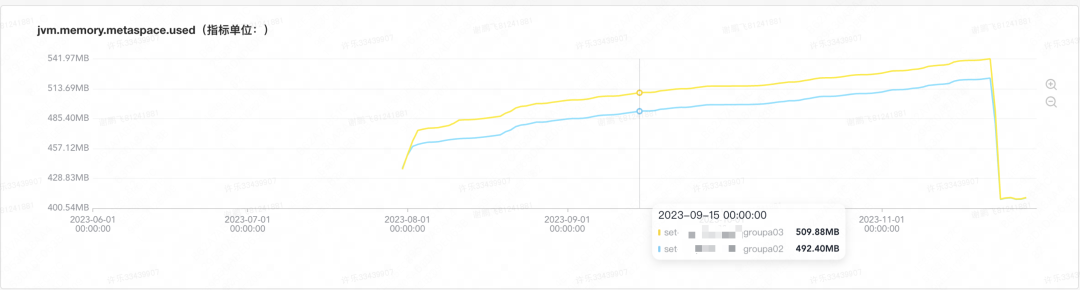 jvm.memory.metaspace.used（指标单位：）
541.97MB
513.69MB
485.40MB
457.12MB
428.83MB
400.54MB
2023-06-01
00:00:00
2023-07-01
00:00:00
2023-08-01
00:00:00
2023-09-01
00:00:00
2023-11-01
00:00:00
2023-09-15 00:00:00
set- groupa03 509.88MB
set groupa02 492.40MB